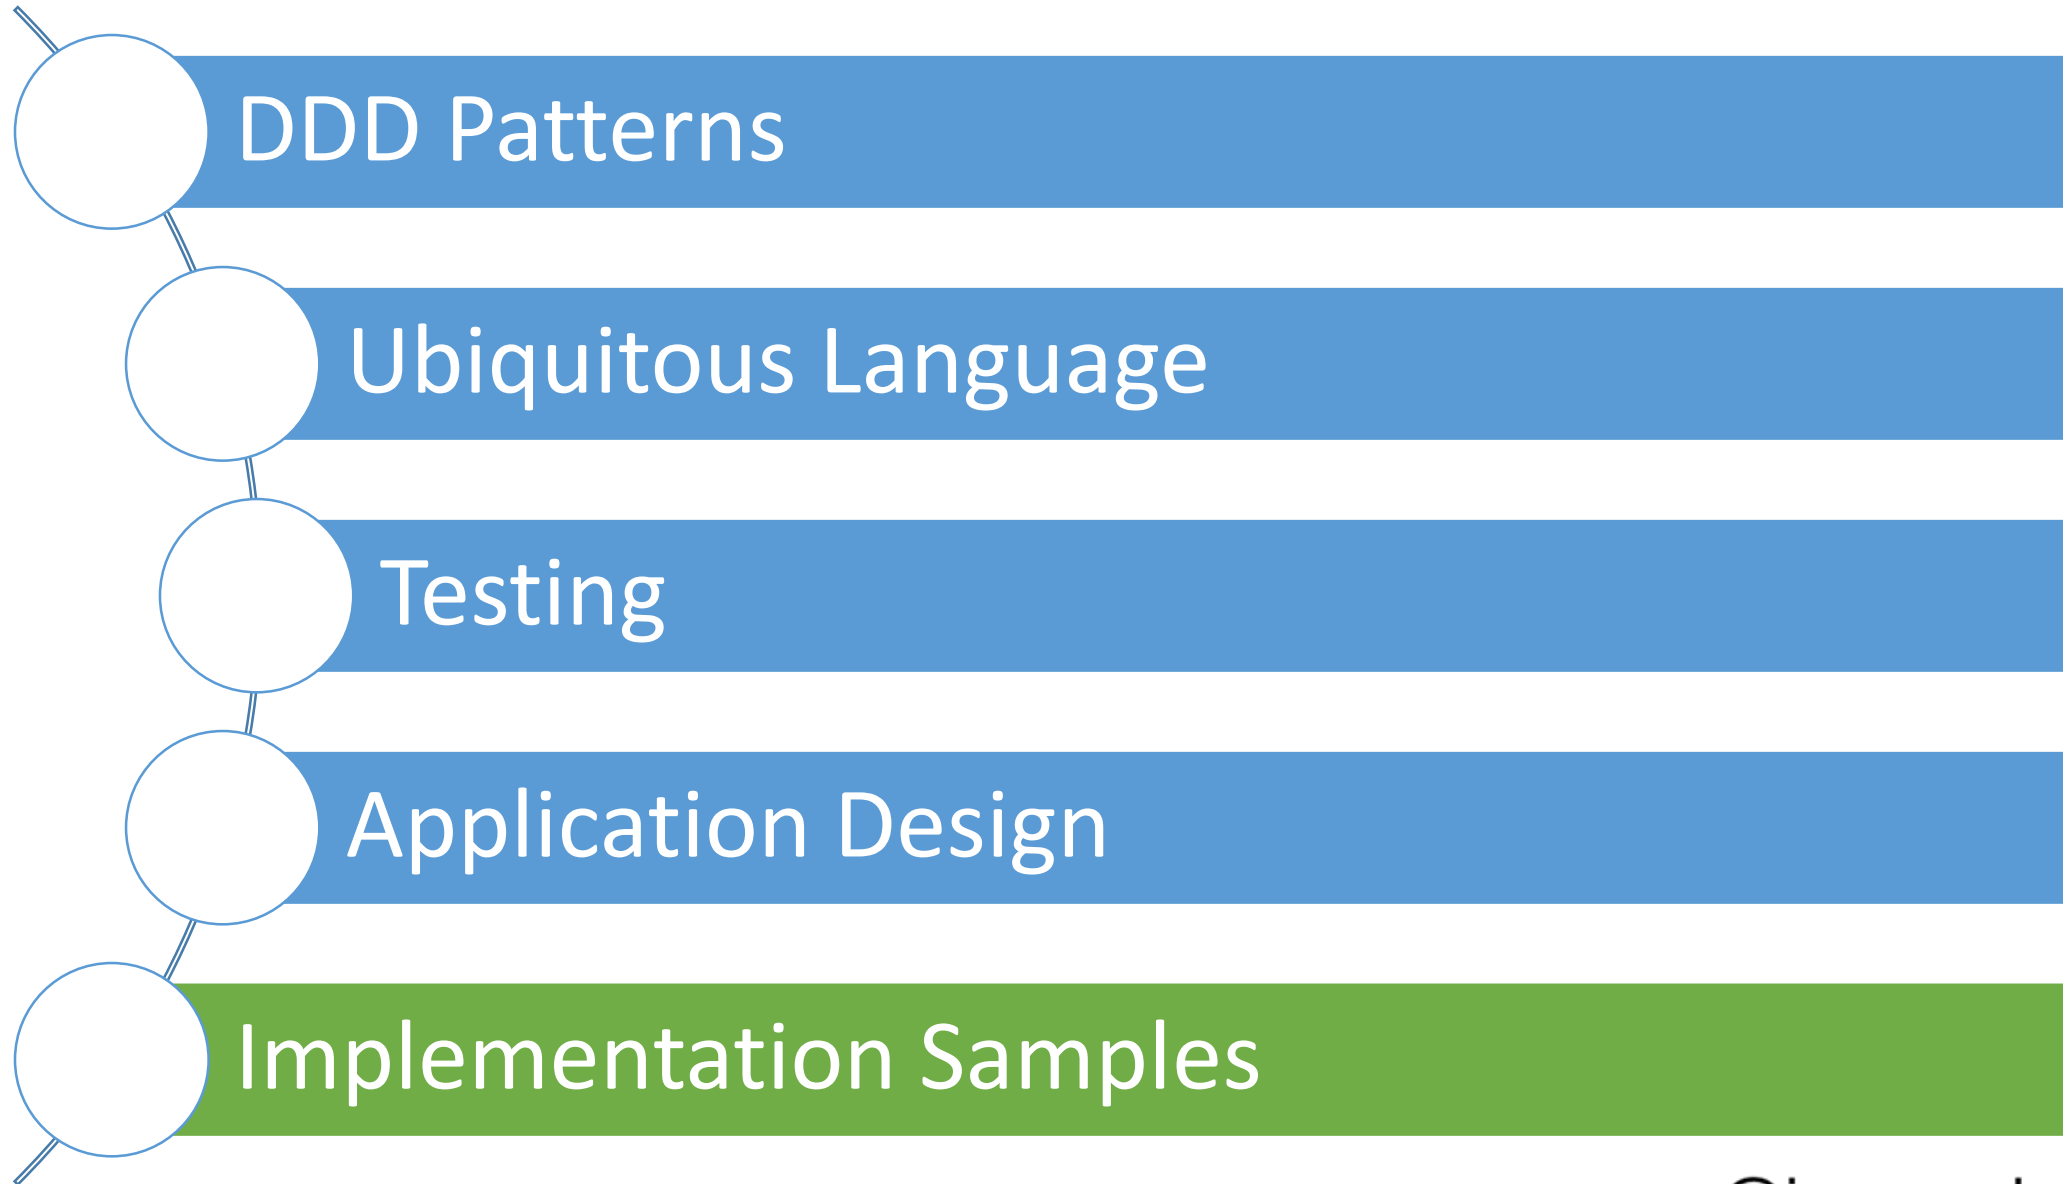 DDD Patterns
Ubiquitous Language
Testing
Application Design
Implementation Samples